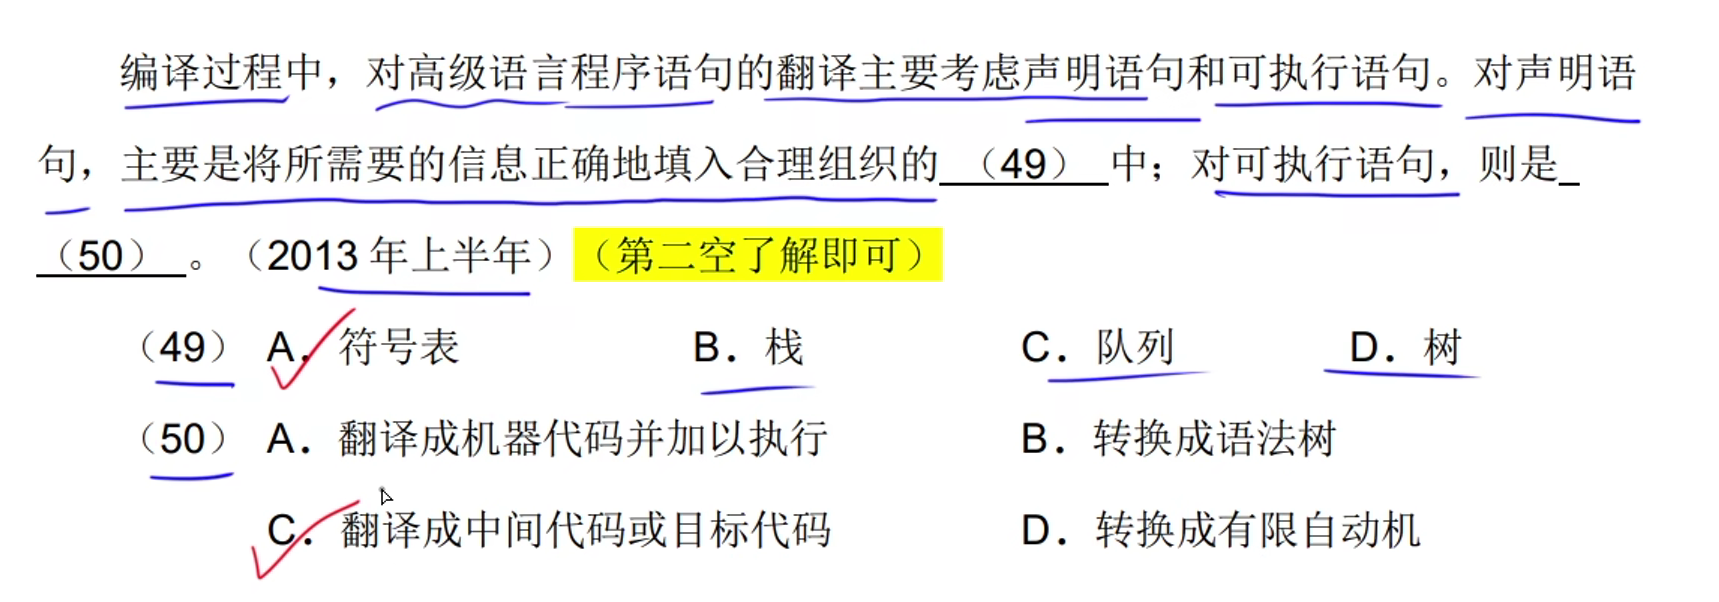 编译过程中，对高级语言程序语句的翻译主要考虑声明语句和可执行语句。对声明语
句，主要是将所需要的信息正确地填入合理组织的（49）中；对可执行语句，则是
（50）。（2013 年上半年）（第二空了解即可）
（49）A．符号表 B．栈 C．队列 D．树
（50）A．翻译成机器代码并加以执行 B．转换成语法树
C．翻译成中间代码或目标代码 D．转换成有限自动机